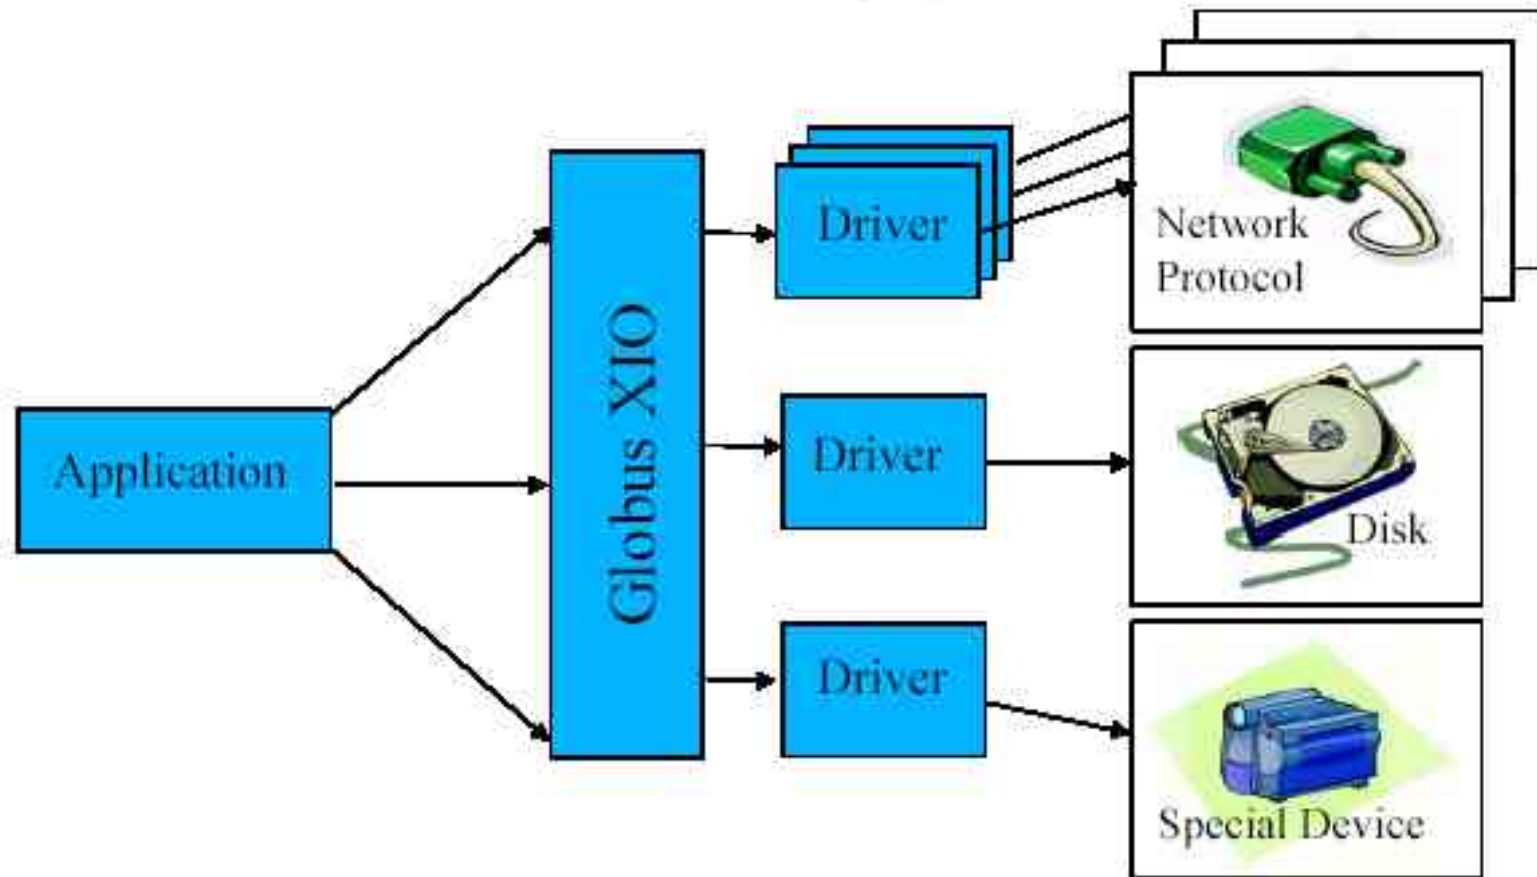 Application
Globus XIO
Driver
Network
Protocol
Driver
Disk
Driver
Special Device